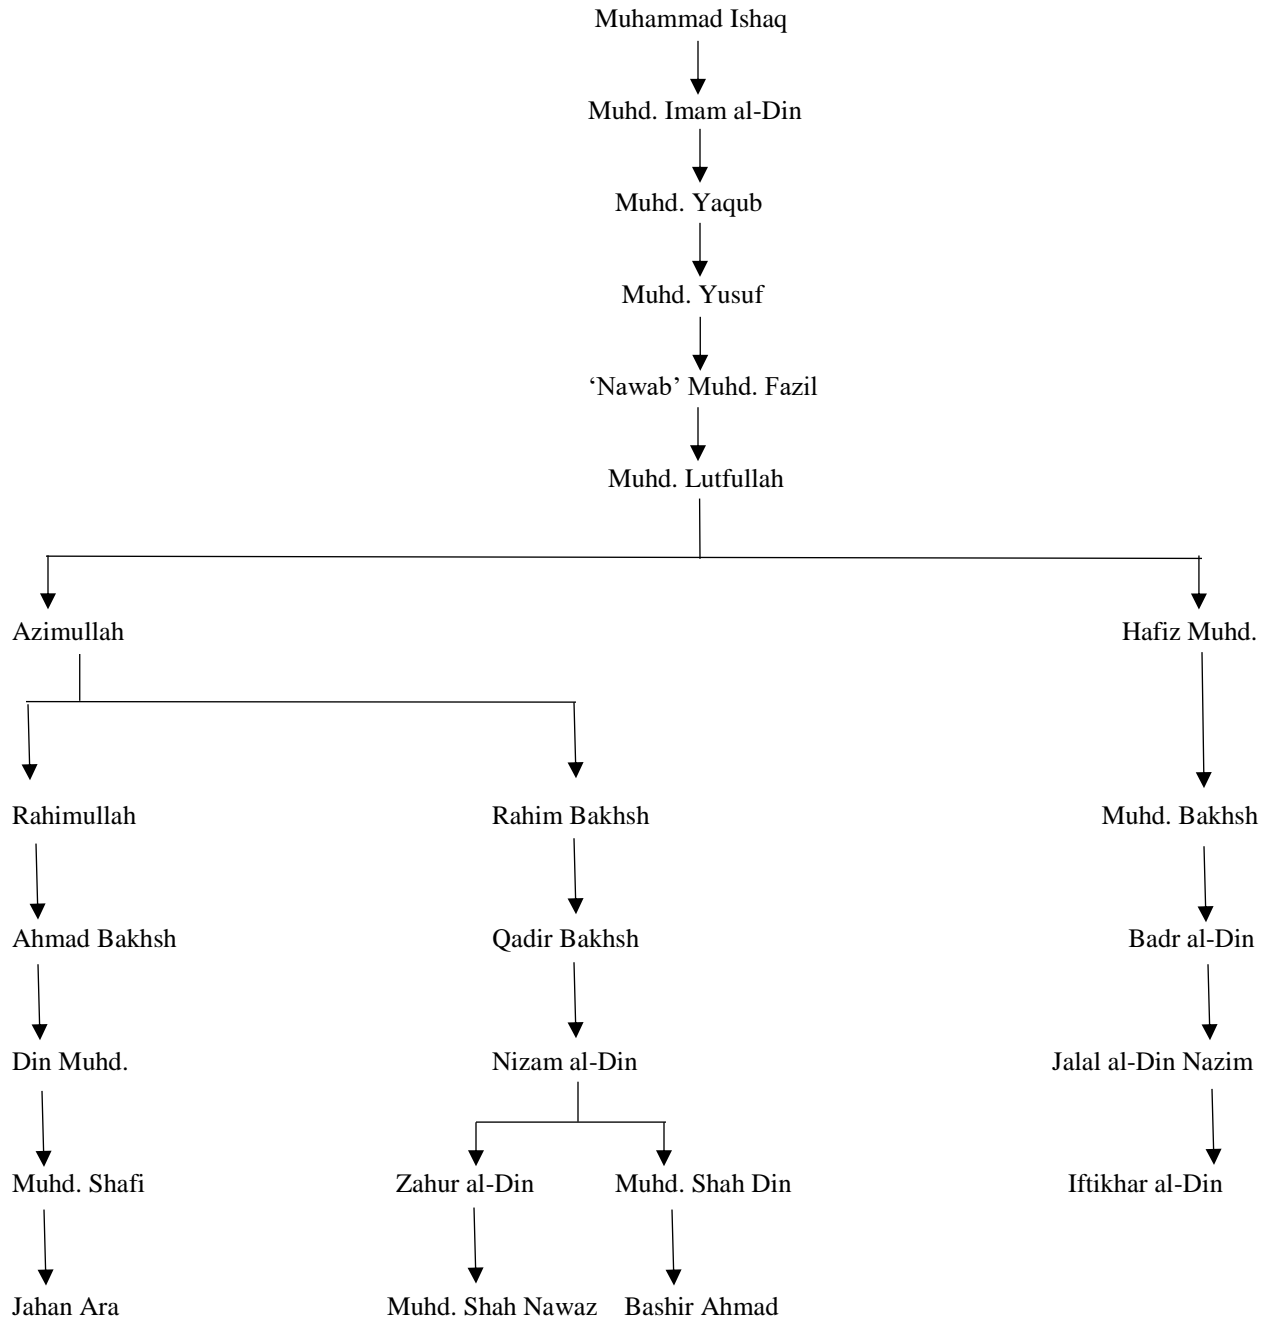 Muhammad Ishaq
Muhd. Imam al-Din
Muhd. Yaqub
Muhd. Yusuf
‘Nawab’ Muhd. Fazil
Muhd. Lutfullah
Azimullah
Hafiz Muhd.
Rahimullah
Rahim Bakhsh
Muhd. Bakhsh
Ahmad Bakhsh
Qadir Bakhsh
Badr al-Din
Din Muhd.
Nizam al-Din
Jalal al-Din Nazim
Muhd. Shafi
Zahur al-Din
Muhd. Shah Din
Iftikhar al-Din
Jahan Ara
Muhd. Shah Nawaz
Bashir Ahmad